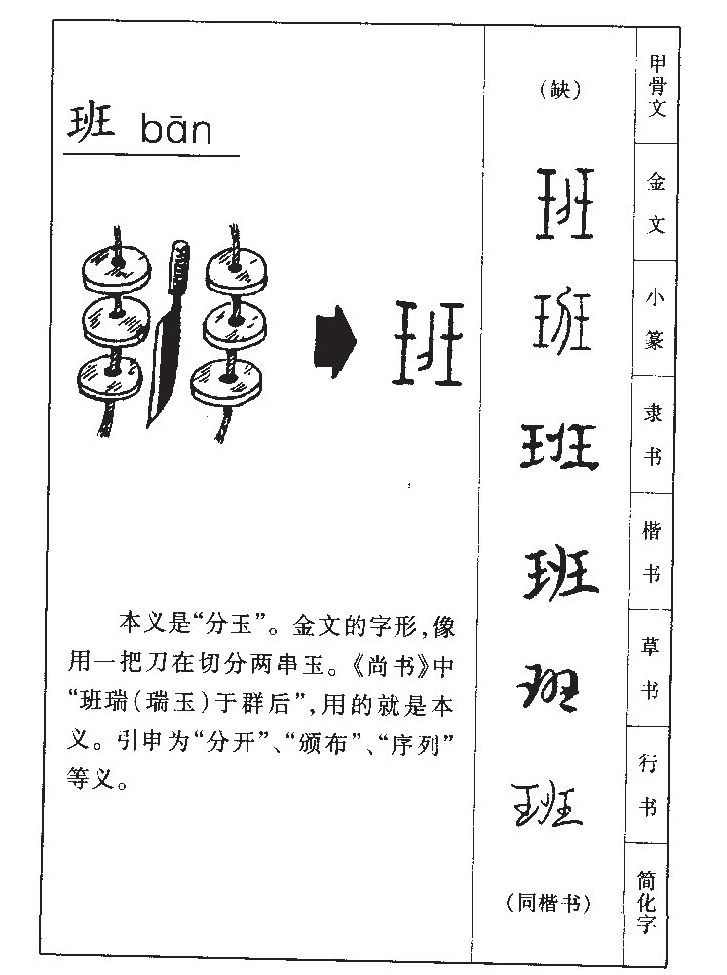 班 bān
班
本义是“分玉”。金文的字形,像
用一把刀在切分两串玉。《尚书》中
“班瑞(瑞玉)于群后”,用的就是本
义。引申为“分开”、“颁布”、“序列”
等义。
(缺)
甲骨文
班
金文
班
小篆
班
隶书
班
楷书
班
草书
班
行书
(同楷书)
简化字